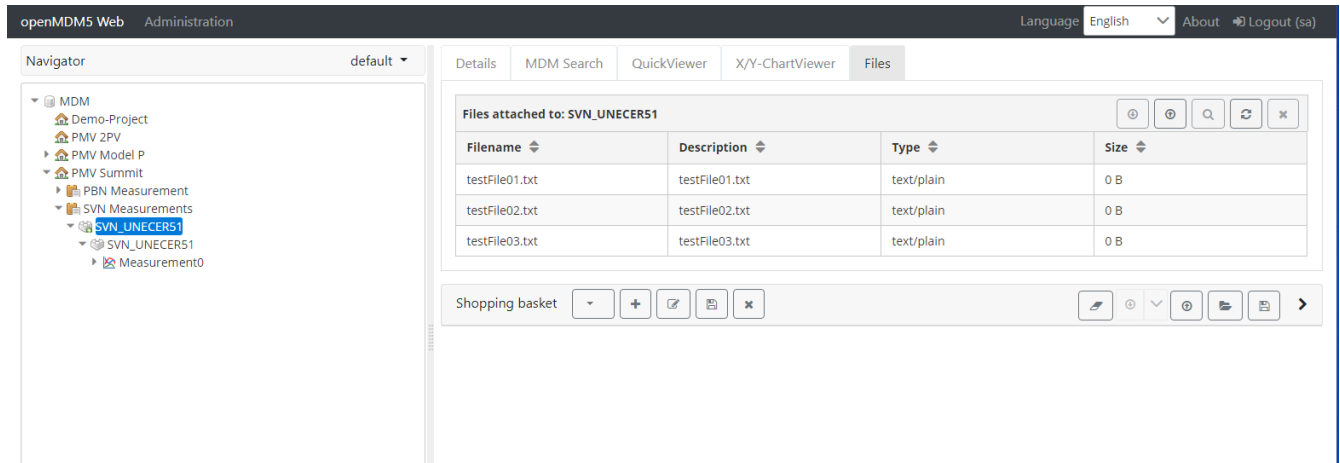 openMDM5 Web Administration Language English About Logout (sa)
Navigator default
MDM
Demo-Project
PMV 2PV
PMV Model P
PMV Summit
PBN Measurement
SVN Measurements
SVN_UNECER51
SVN_UNECER51
Measurement0
Details MDM Search QuickViewer X/Y-ChartViewer Files
Files attached to: SVN_UNECER51
Filename Description Type Size
testFile01.txt testFile01.txt text/plain 0 B
testFile02.txt testFile02.txt text/plain 0 B
testFile03.txt testFile03.txt text/plain 0 B
Shopping basket